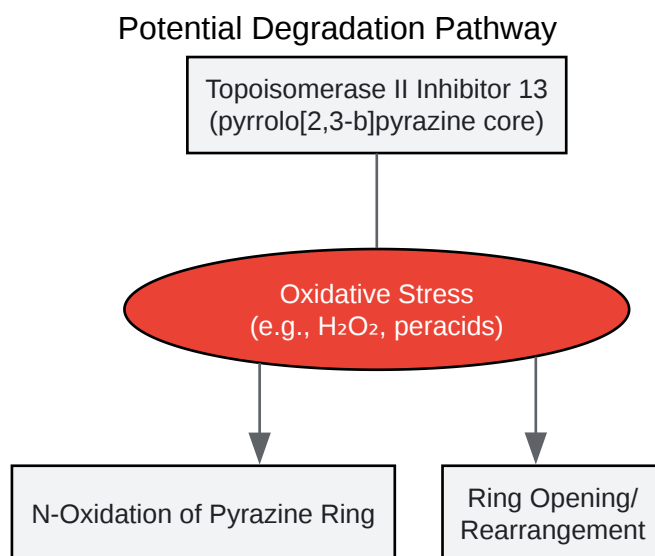 Potential Degradation Pathway
Topoisomerase II Inhibitor 13
(pyrrolo[2,3-b]pyrazine core)
Oxidative Stress
(e.g., H₂O₂, peracids)
N-Oxidation of Pyrazine Ring
Ring Opening/
Rearrangement